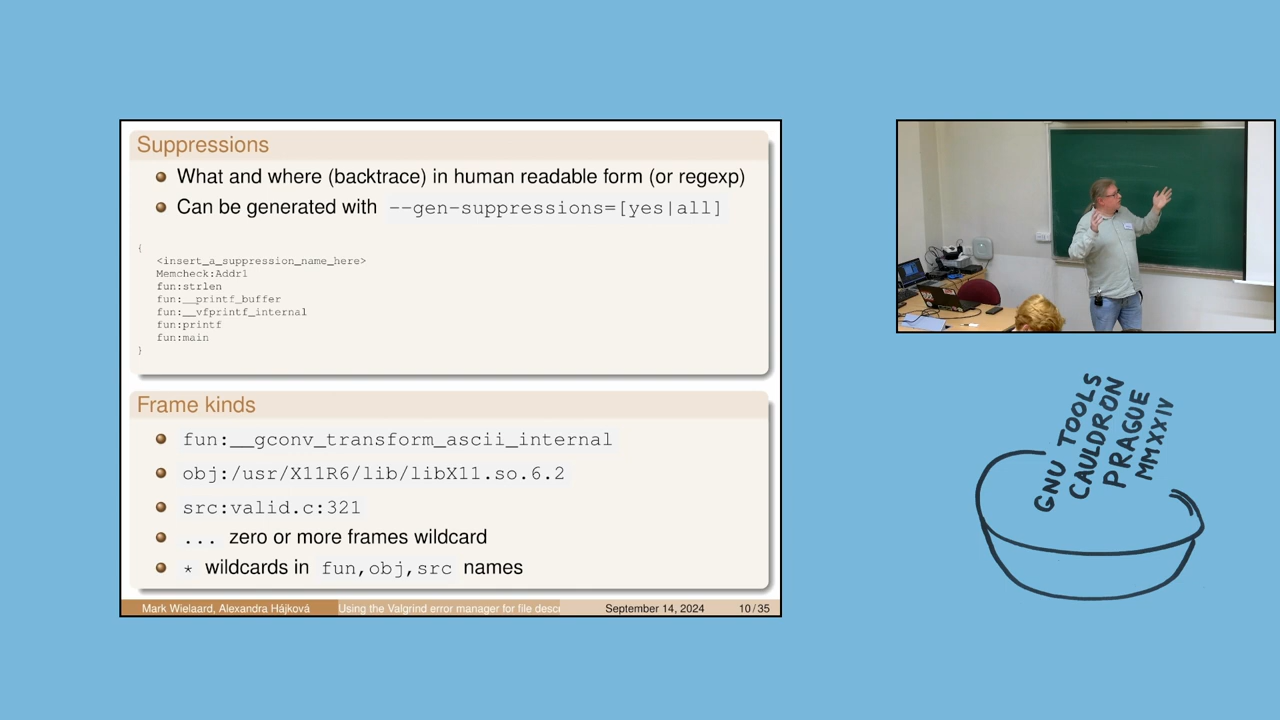 Suppressions
What and where (backtrace) in human readable form (or regexp)
Can be generated with --gen-suppressions=[yes|all]
{
<insert_a_suppression_name_here>
Memcheck:Addr1
fun:strlen
fun:__printf_buffer
fun:__vfprintf_internal
fun:printf
fun:main
}
Frame kinds
fun:__gconv_transform_ascii_internal
obj:/usr/X11R6/lib/libX11.so.6.2
src:valid.c:321
... zero or more frames wildcard
* wildcards in fun,obj,src names
Mark Wielaard, Alexandra Hájková
Using the Valgrind error manager for file desc
September 14, 2024
10/35
GNU TOOLS
CAULDRON
PRAGUE
MMXXIV